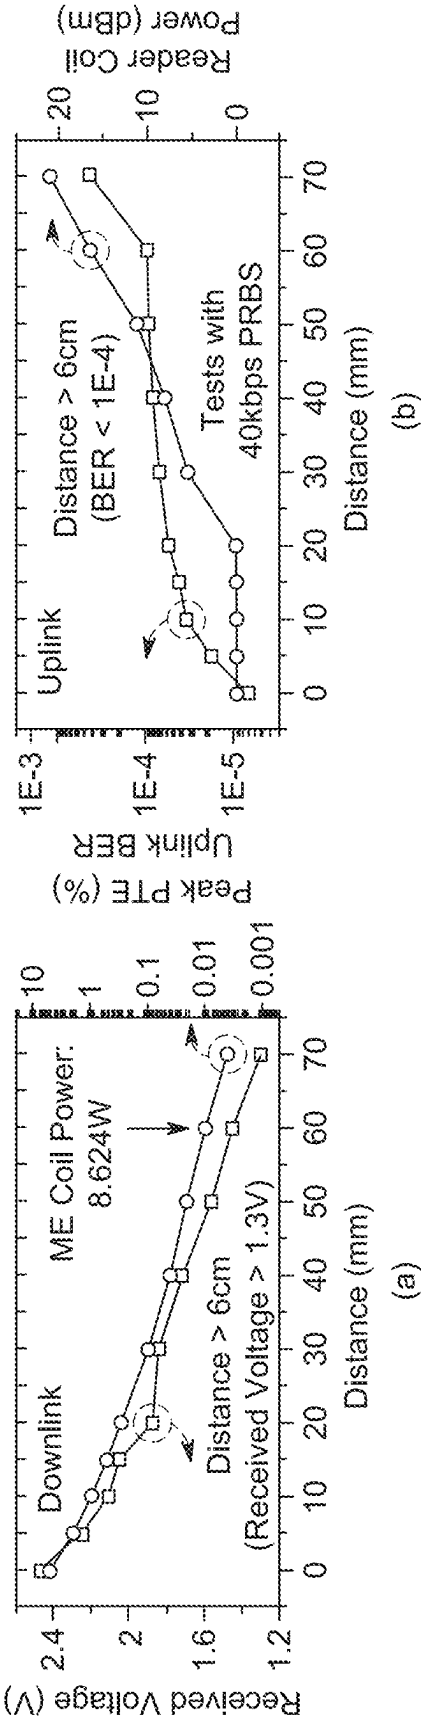 Received Voltage (V)
2.4
2
1.6
1.2
Downlink
ME Coil Power:
8.624W
Distance > 6cm
(Received Voltage > 1.3V)
10
1
0.1
0.01
0.001
Peak PTE (%)
0
10
20
30
40
50
60
70
Distance (mm)
(a)
Uplink BER
1E-3
1E-4
1E-5
Uplink
Distance > 6cm
(BER < 1E-4)
Tests with
40kbps PRBS
20
10
0
Reader Coil
Power (dBm)
0
10
20
30
40
50
60
70
Distance (mm)
(b)